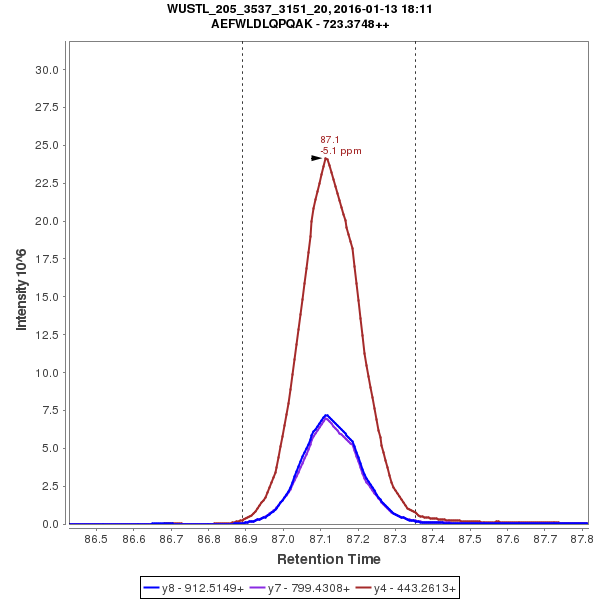 WUSTL_205_3537_3151_20, 2016-01-13 18:11
AEFWLDLQPQAK - 723.3748++
Intensity 10^6
30.0
27.5
25.0
22.5
20.0
17.5
15.0
12.5
10.0
7.5
5.0
2.5
0.0
87.1
-5.1 ppm
86.5 86.6 86.7 86.8 86.9 87.0 87.1 87.2 87.3 87.4 87.5 87.6 87.7 87.8
Retention Time
y8 - 912.5149+ y7 - 799.4308+ y4 - 443.2613+